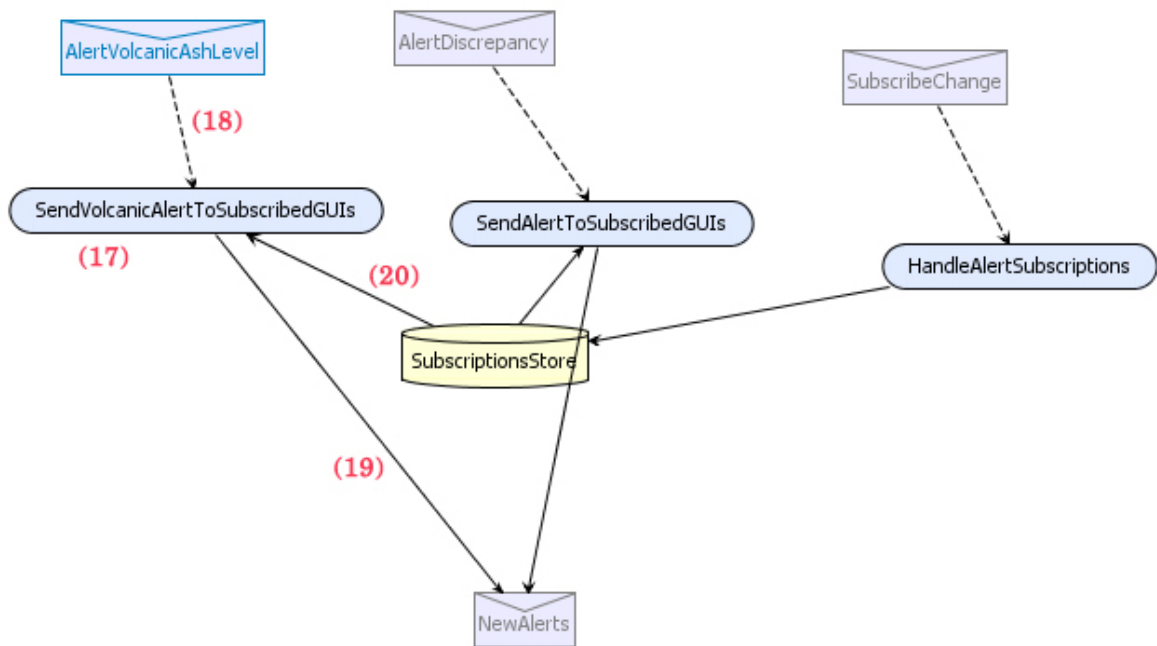 AlertVolcanicAshLevel
AlertDiscrepancy
SubscribeChange
(18)
SendVolcanicAlertToSubscribedGUIs
SendAlertToSubscribedGUIs
(17)
(20)
HandleAlertSubscriptions
SubscriptionsStore
(19)
NewAlerts